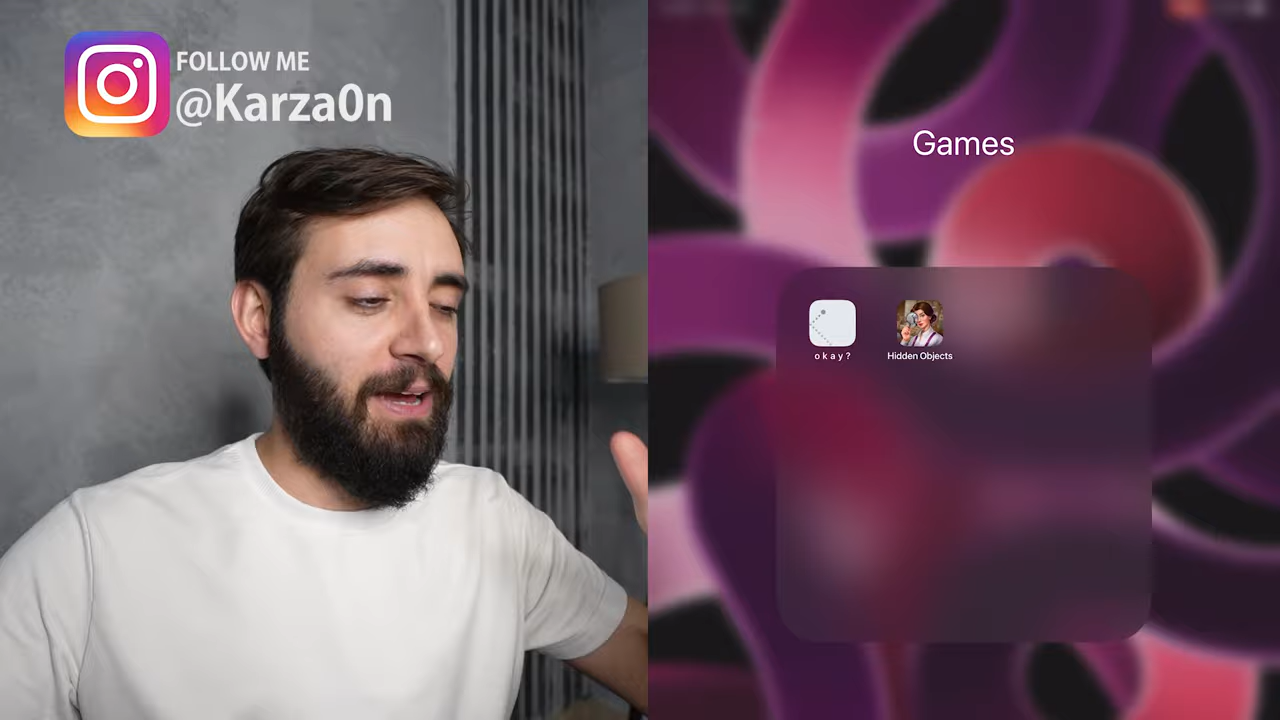 FOLLOW ME
@Karza0n
Games
o k a y ?
Hidden Objects